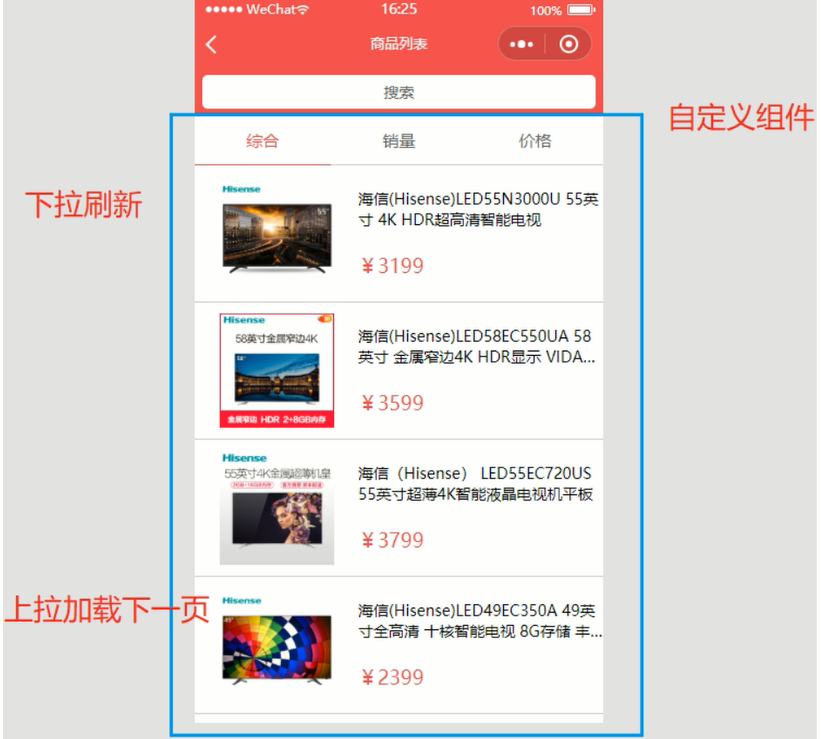 WeChat 16:25 100%
商品列表
搜索
自定义组件
综合 销量 价格
下拉刷新
Hisense
55"
海信(Hisense)LED55N3000U 55英
寸 4K HDR超高清智能电视
￥3199
Hisense
58英寸金属窄边4K
58"
金属窄边 HDR 2+8GB内存
海信(Hisense)LED58EC550UA 58
英寸 金属窄边4K HDR显示 VIDA...
￥3599
Hisense
55英寸4K金属超薄机皇
海信（Hisense） LED55EC720US
55英寸超薄4K智能液晶电视机平板
￥3799
上拉加载下一页
Hisense
49"
海信(Hisense)LED49EC350A 49英
寸全高清 十核智能电视 8G存储 丰...
￥2399